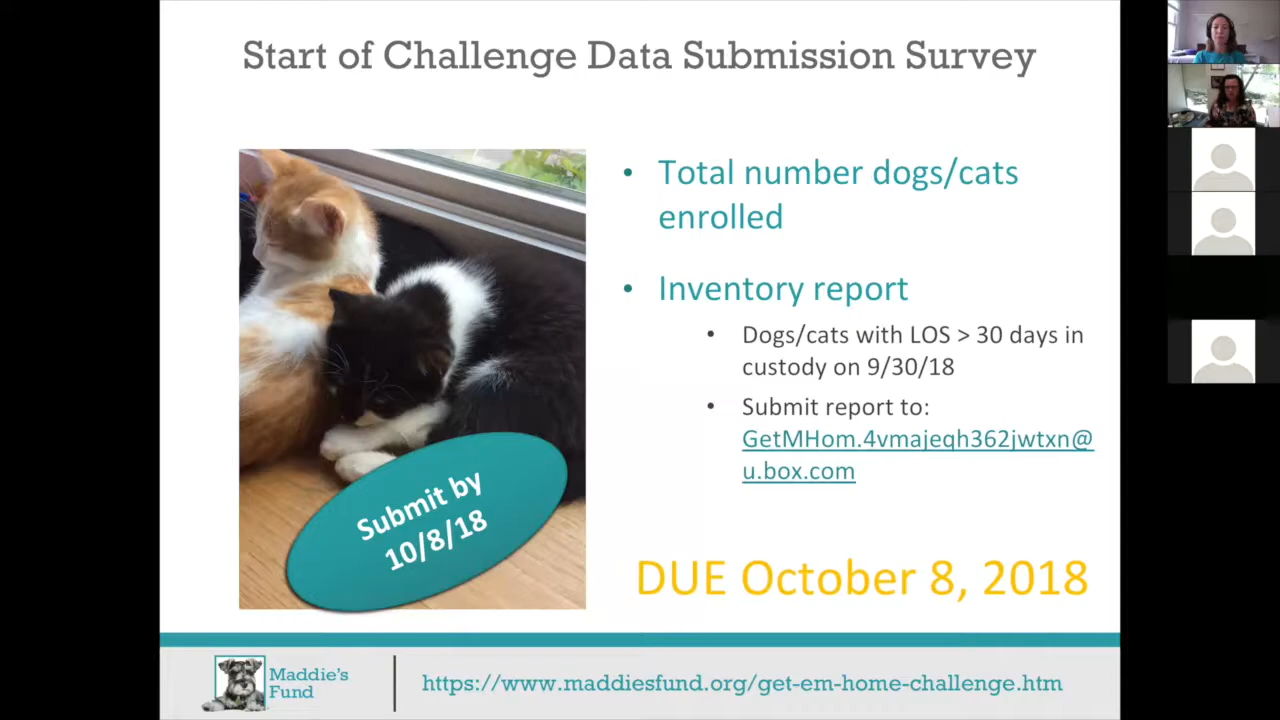 Start of Challenge Data Submission Survey
• Total number dogs/cats
enrolled
• Inventory report
• Dogs/cats with LOS > 30 days in
custody on 9/30/18
• Submit report to:
GetMHom.4vmajeqh362jwtxn@
u.box.com
Submit by
10/8/18
DUE October 8, 2018
Maddie's
Fund
https://www.maddiesfund.org/get-em-home-challenge.htm